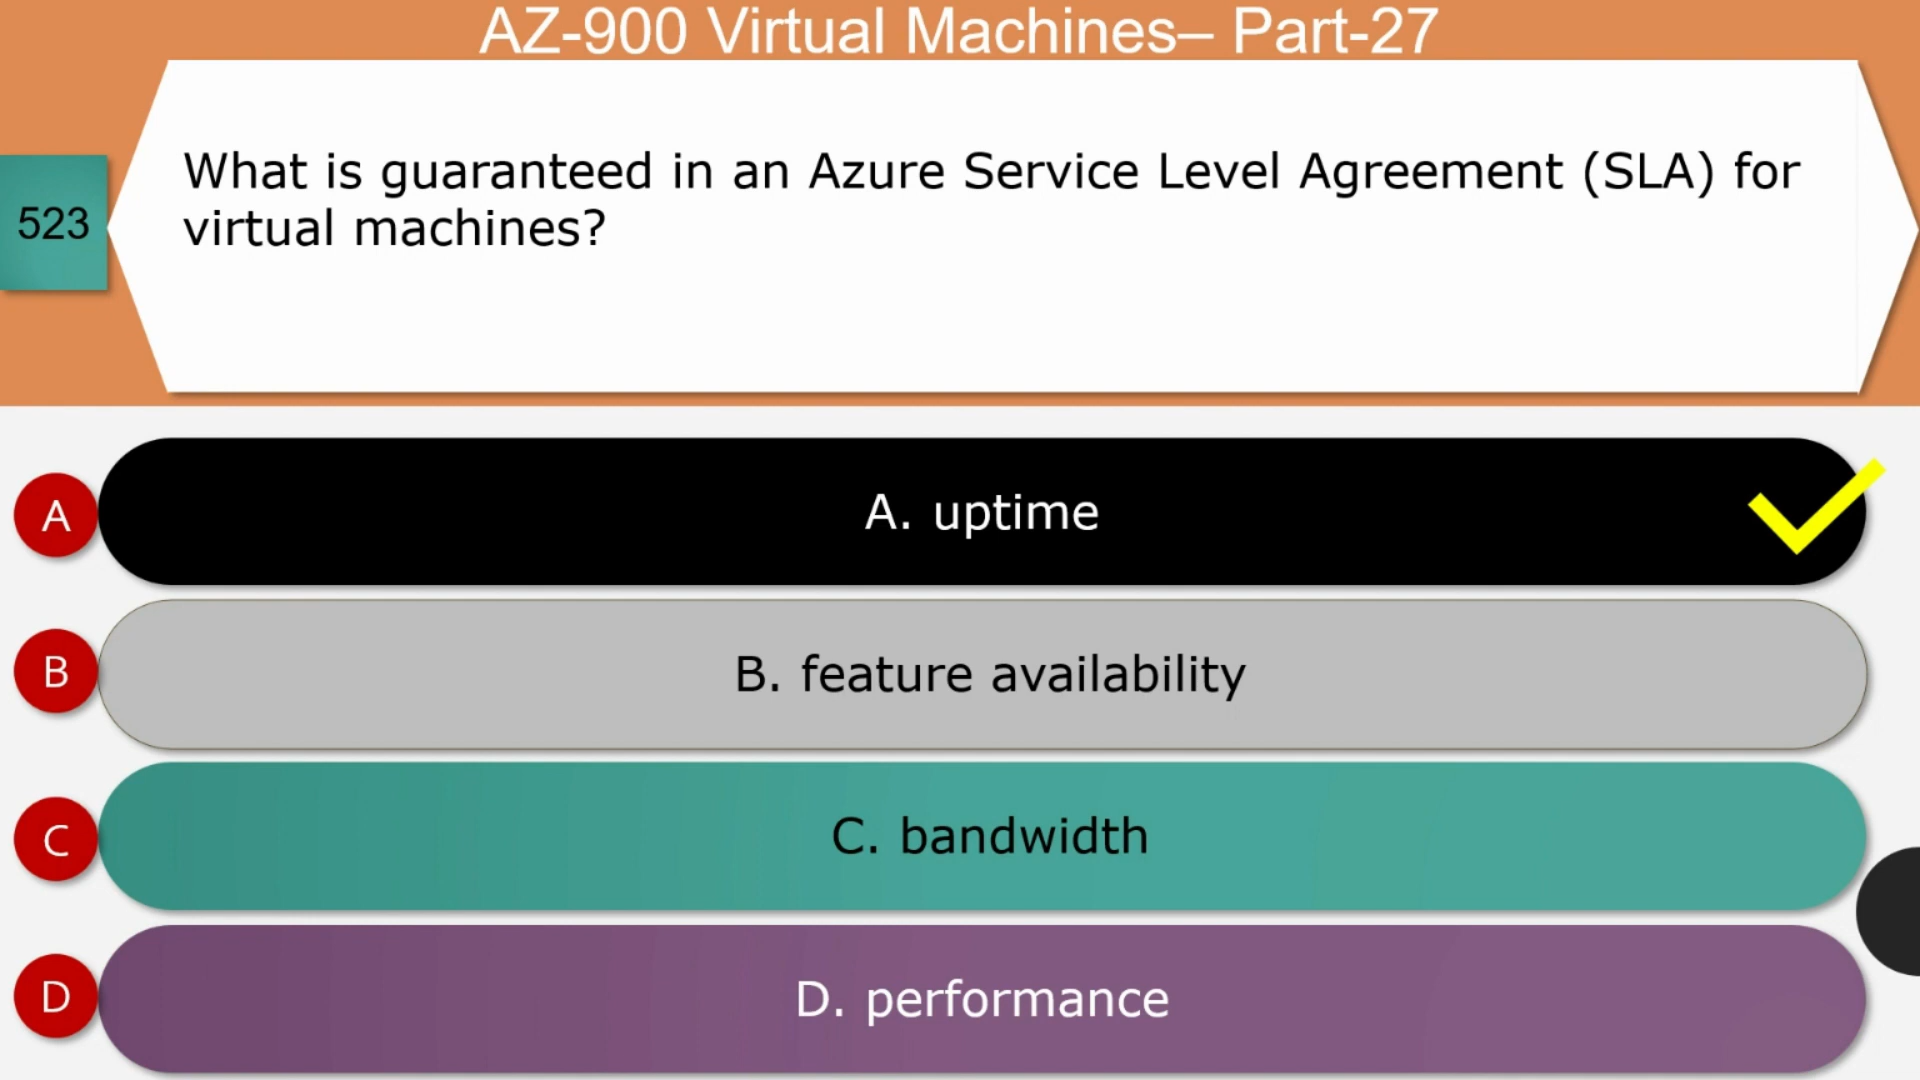 AZ-900 Virtual Machines– Part-27
523
What is guaranteed in an Azure Service Level Agreement (SLA) for
virtual machines?
A
A. uptime
B
B. feature availability
C
C. bandwidth
D
D. performance